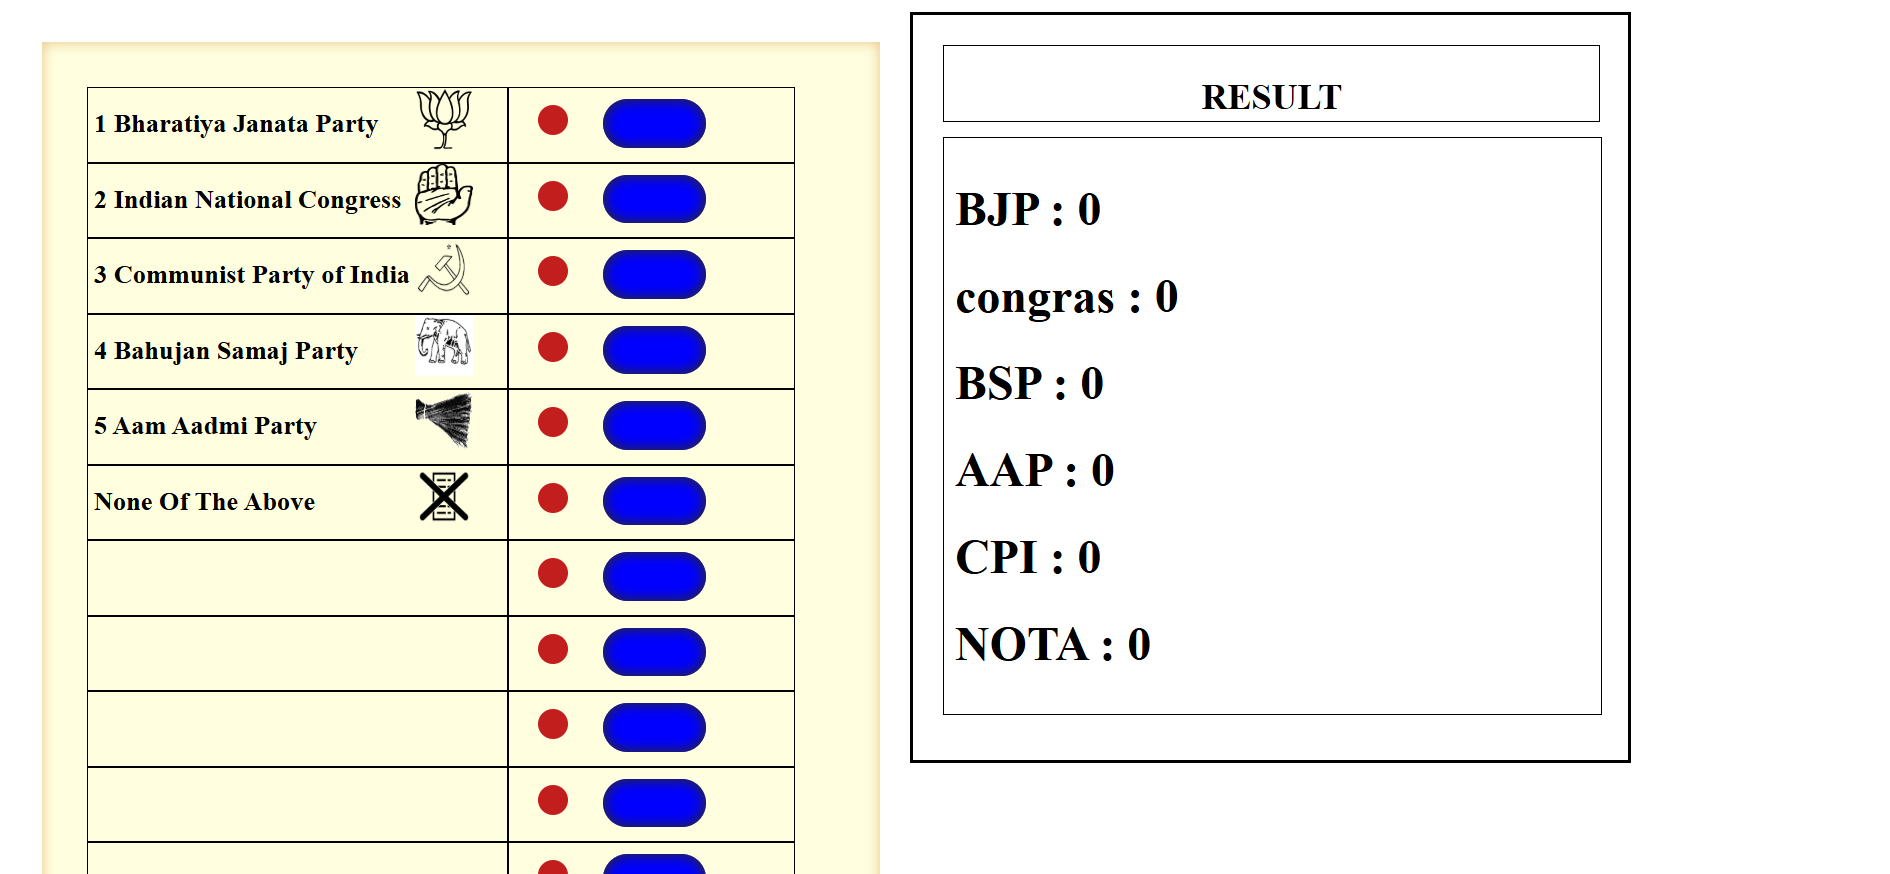 1 Bharatiya Janata Party
2 Indian National Congress
3 Communist Party of India
4 Bahujan Samaj Party
5 Aam Aadmi Party
None Of The Above
RESULT
BJP : 0
congras : 0
BSP : 0
AAP : 0
CPI : 0
NOTA : 0